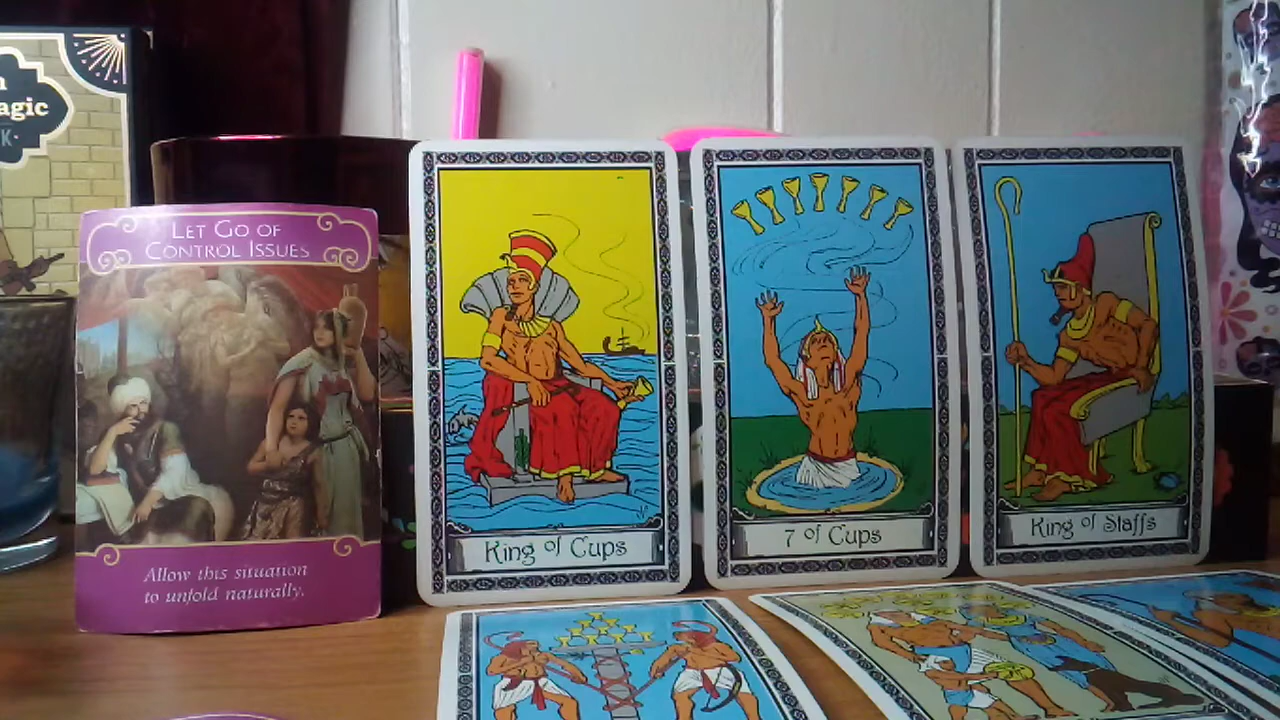 agic
K·
LET GO OF
CONTROL ISSUES
Allow this situation
to unfold naturally.
King of Cups
7 of Cups
King of Staffs